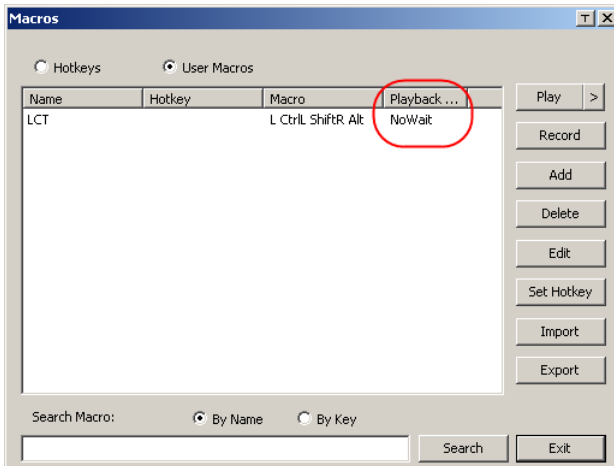 Macros
Hotkeys User Macros
Name Hotkey Macro Playback ...
LCT L CtrlL ShiftR Alt NoWait
Play >
Record
Add
Delete
Edit
Set Hotkey
Import
Export
Search Macro: By Name By Key
Search Exit